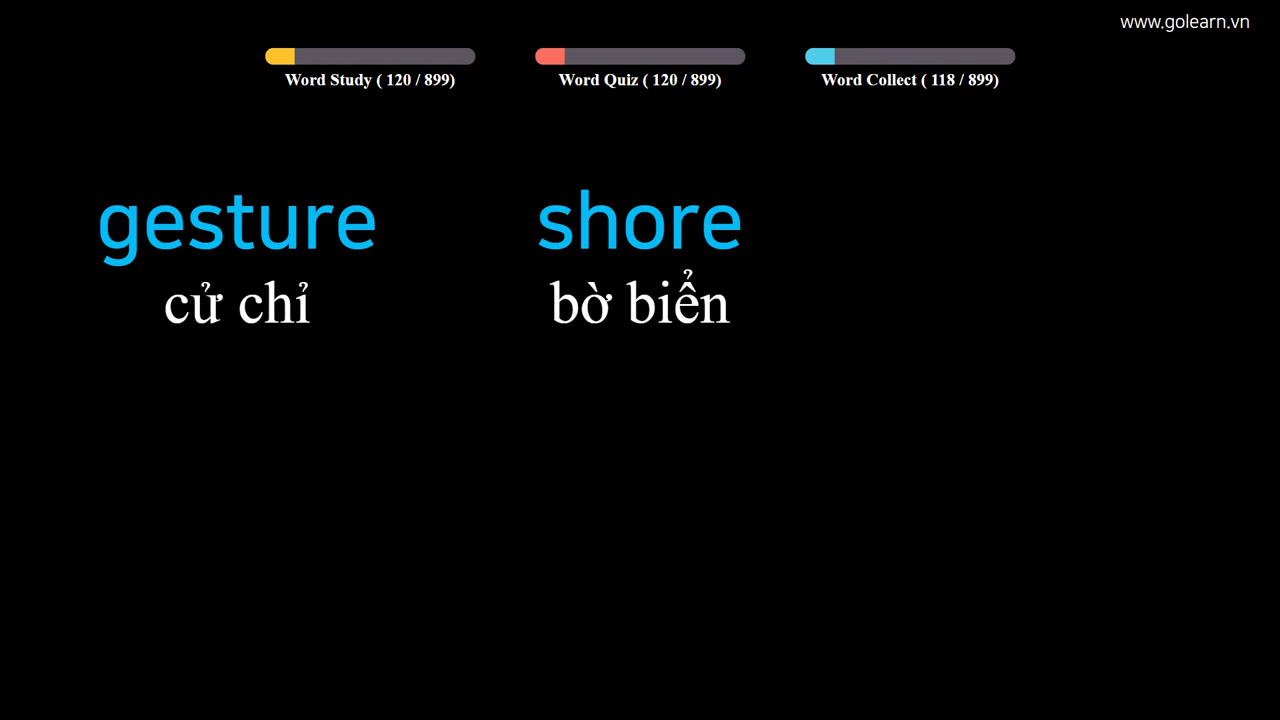 www.golearn.vn
Word Study ( 120 / 899)
Word Quiz ( 120 / 899)
Word Collect ( 118 / 899)
gesture
cử chỉ
shore
bờ biển